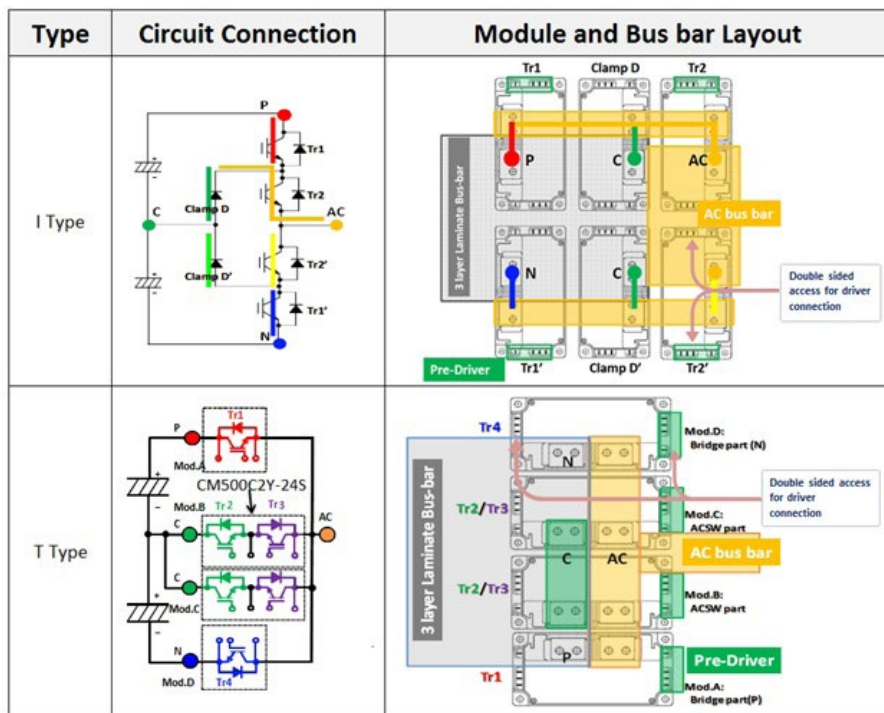 Type
Circuit Connection
Module and Bus bar Layout
I Type
P
Tr1
Tr2
C
Clamp D
AC
Clamp D'
Tr2'
Tr1'
N
Tr1
Clamp D
Tr2
3 layer Laminate Bus-bar
P
C
AC
AC bus bar
N
C
Double sided
access for driver
connection
Pre-Driver
Tr1'
Clamp D'
Tr2'
T Type
Tr1
P
Mod.A
CM500C2Y-24S
Mod.B
Tr2
Tr3
C
AC
C
Mod.C
N
Mod.D
Tr4
+
−
+
−
Tr4
Mod.D:
Bridge part (N)
N
3 layer Laminate Bus-bar
Double sided access
for driver
connection
Tr2/Tr3
Mod.C:
ACSW part
C
AC
AC bus bar
Tr2/Tr3
Mod.B:
ACSW part
P
Pre-Driver
Tr1
Mod.A:
Bridge part(P)